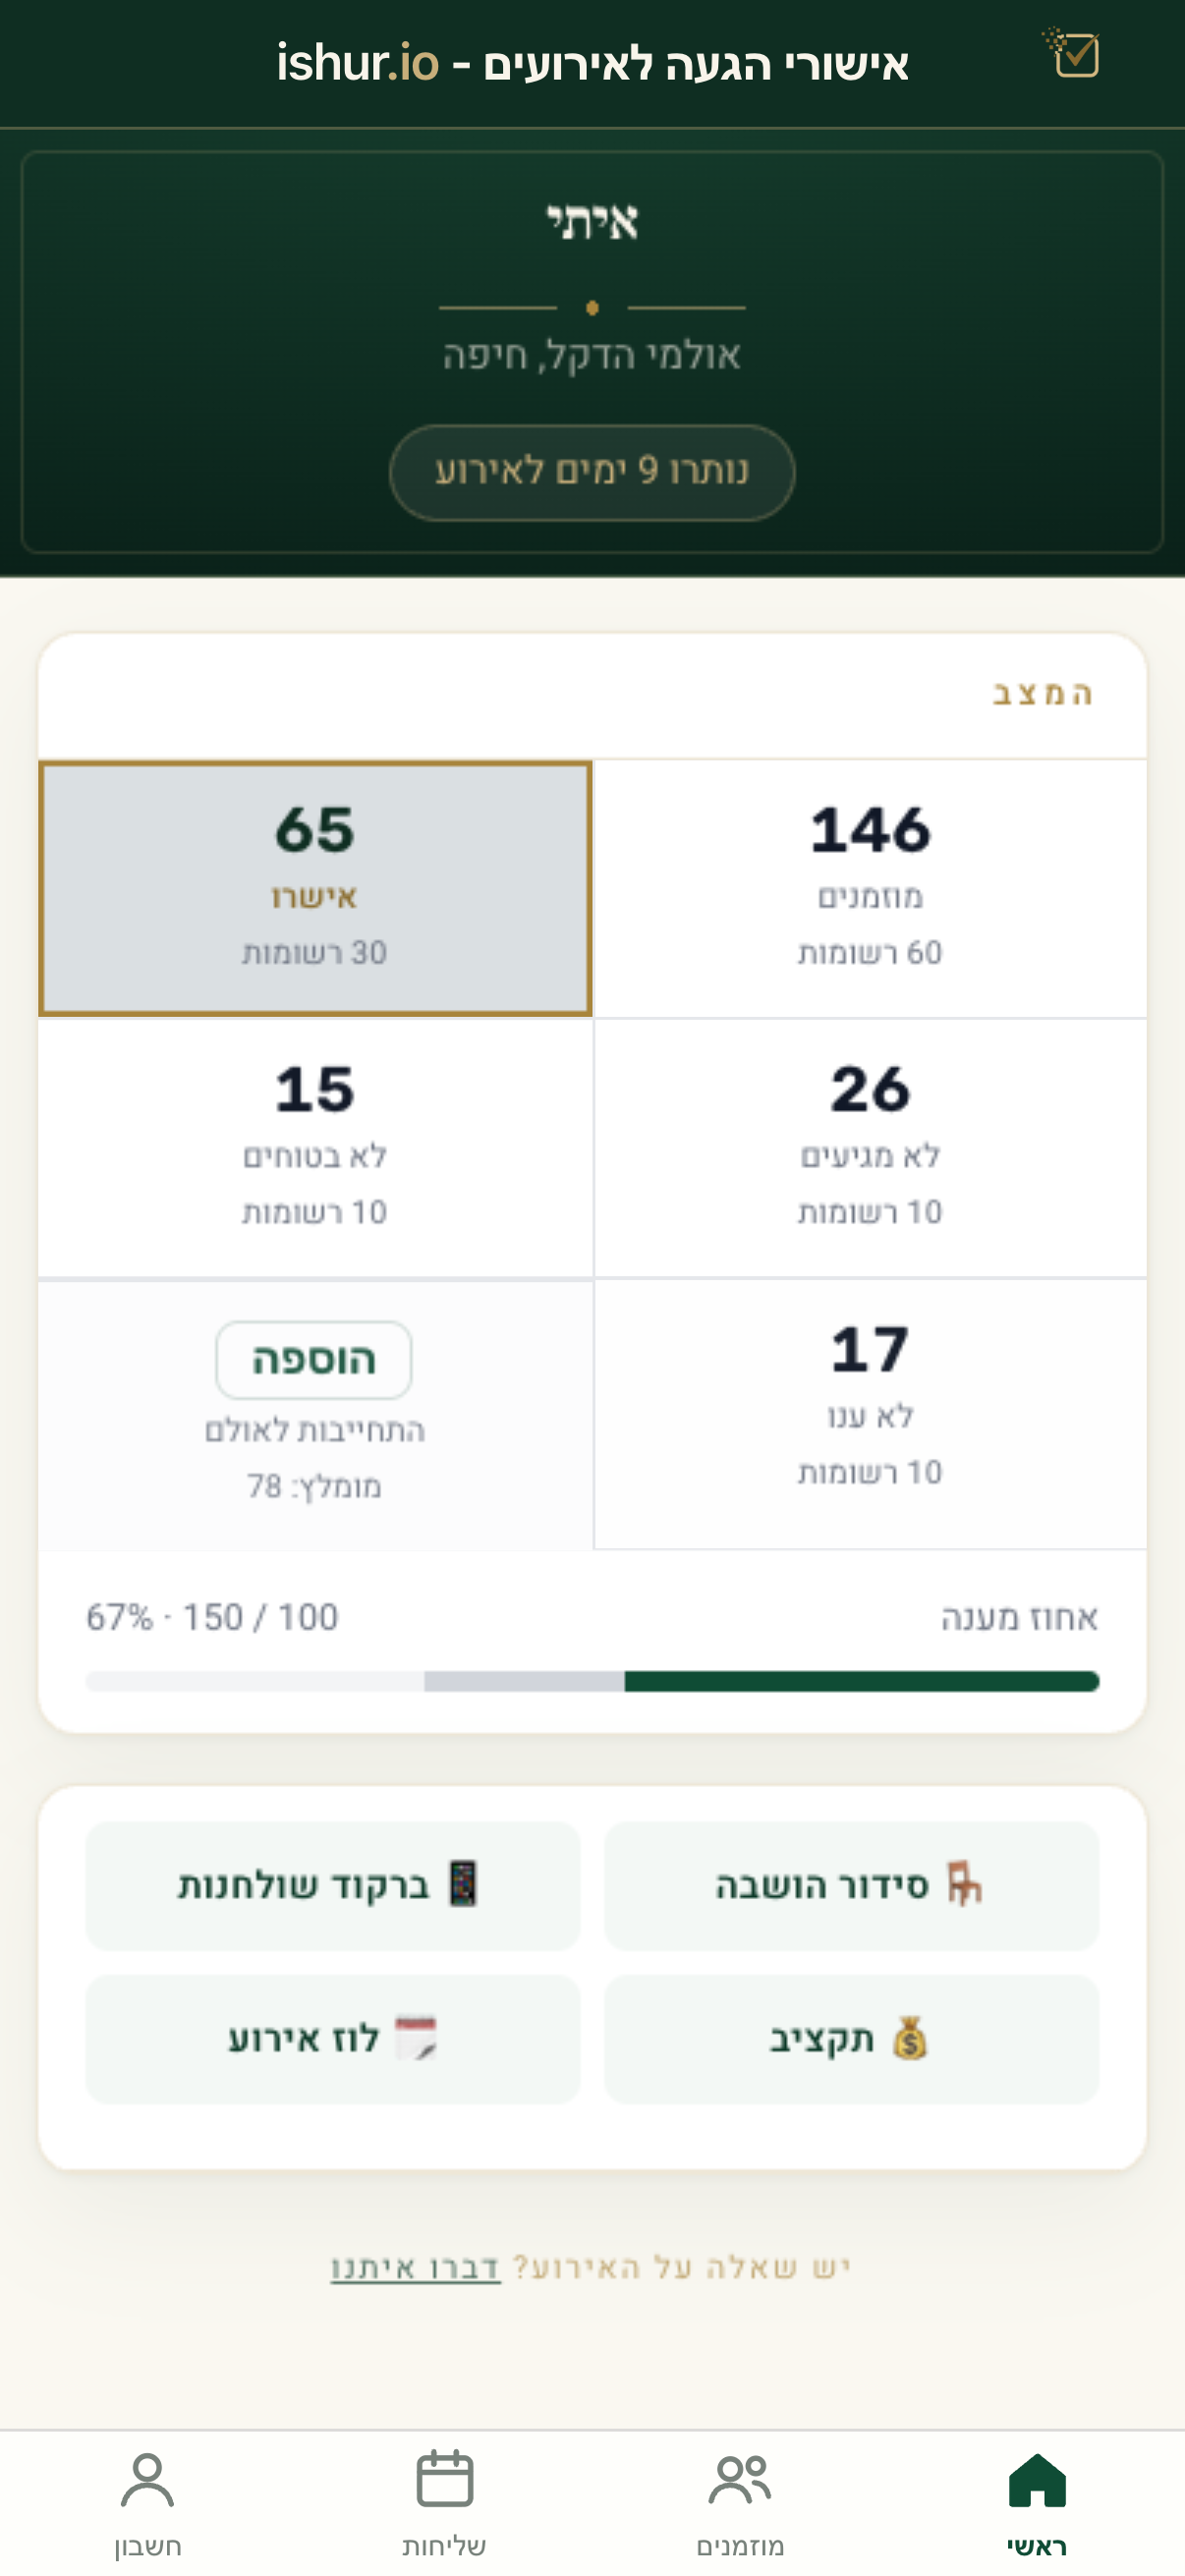 אישורי הגעה לאירועים - ishur.io
איתי
אולמי הדקל, חיפה
נותרו 9 ימים לאירוע
המצב
146
מוזמנים
60 רשומות
65
אישרו
30 רשומות
26
לא מגיעים
10 רשומות
15
לא בטוחים
10 רשומות
17
לא ענו
10 רשומות
הוספה
התחייבות לאולם
מומלץ: 78
אחוז מענה
67% · 150 / 100
סידור הושבה
ברקוד שולחנות
תקציב
לוז אירוע
יש שאלה על האירוע? דברו איתנו
ראשי
מוזמנים
שליחות
חשבון